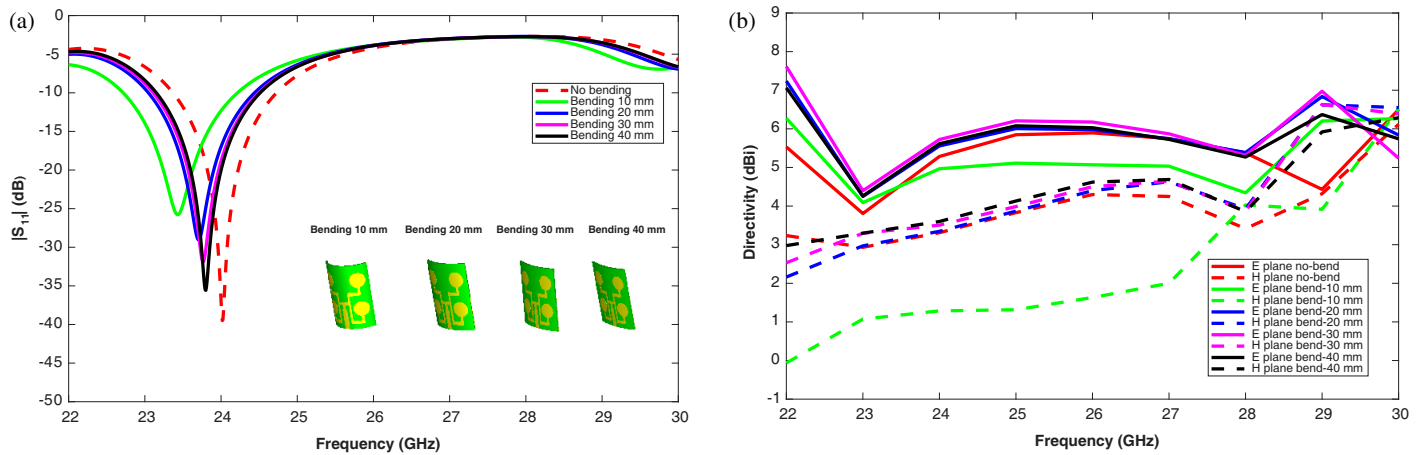 (a)
0
-5
-10
-15
-20
-25
-30
-35
-40
-45
-50
|S11| (dB)
No bending
Bending 10 mm
Bending 20 mm
Bending 30 mm
Bending 40 mm
Bending 10 mm Bending 20 mm Bending 30 mm Bending 40 mm
22 23 24 25 26 27 28 29 30
Frequency (GHz)
(b)
9
8
7
6
5
4
3
2
1
0
-1
Directivity (dBi)
E plane no-bend
H plane no-bend
E plane bend-10 mm
H plane bend-10 mm
E plane bend-20 mm
H plane bend-20 mm
E plane bend-30 mm
H plane bend-30 mm
E plane bend-40 mm
H plane bend-40 mm
22 23 24 25 26 27 28 29 30
Frequency (GHz)